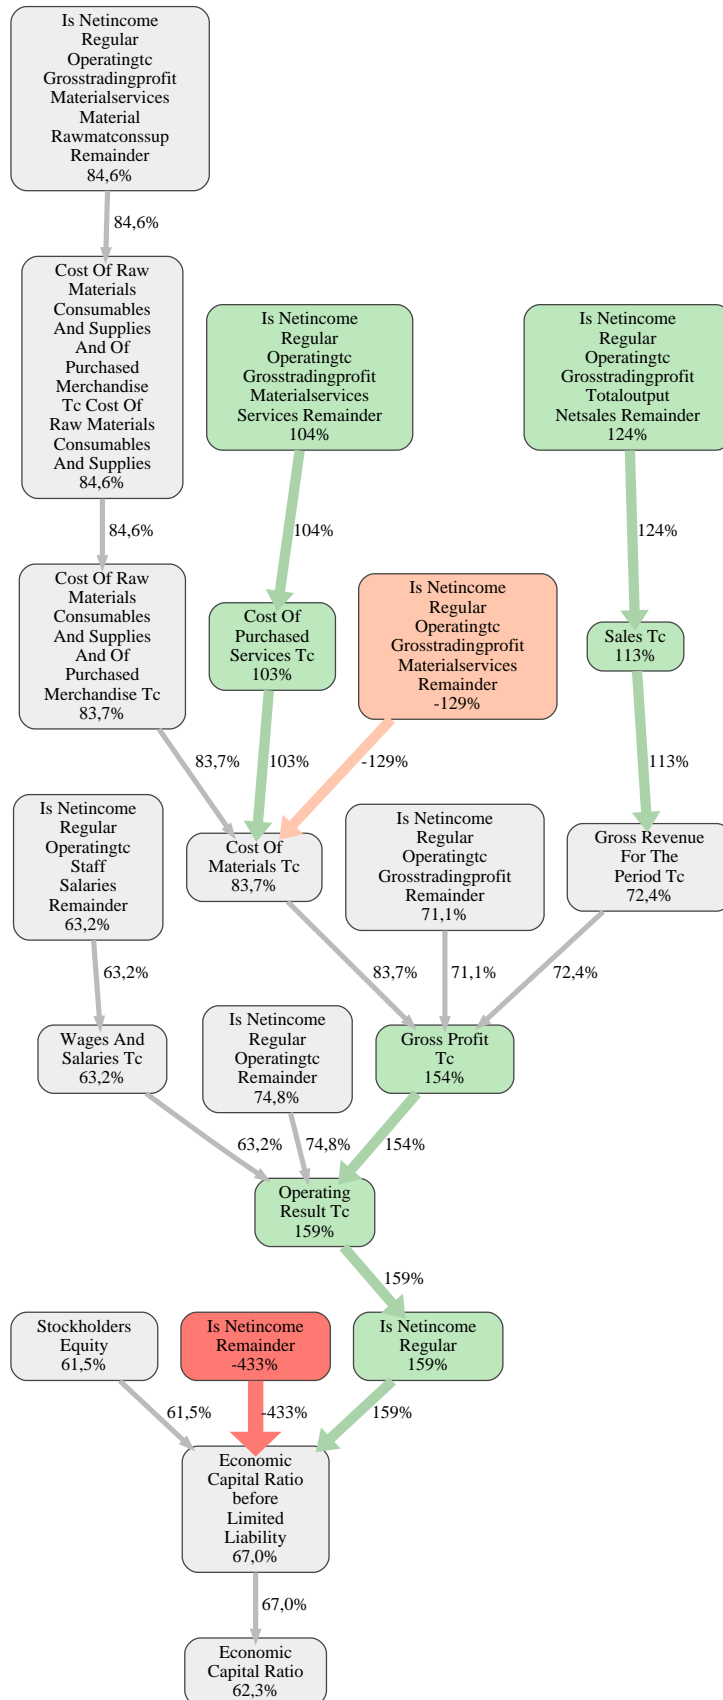 Is Netincome
Regular
Operatingtc
Grosstradingprofit
Materialservices
Material
Rawmatconssup
Remainder
84,6%
84,6%
Cost Of Raw
Materials
Consumables
And Supplies
And Of
Purchased
Merchandise
Tc Cost Of
Raw Materials
Consumables
And Supplies
84,6%
Is Netincome
Regular
Operatingtc
Grosstradingprofit
Materialservices
Services Remainder
104%
Is Netincome
Regular
Operatingtc
Grosstradingprofit
Totaloutput
Netsales Remainder
124%
84,6%
104%
124%
Cost Of Raw
Materials
Consumables
And Supplies
And Of
Purchased
Merchandise Tc
83,7%
Cost Of
Purchased
Services Tc
103%
Is Netincome
Regular
Operatingtc
Grosstradingprofit
Materialservices
Remainder
-129%
Sales Tc
113%
83,7%
103%
-129%
113%
Is Netincome
Regular
Operatingtc
Staff
Salaries
Remainder
63,2%
Cost Of
Materials Tc
83,7%
Is Netincome
Regular
Operatingtc
Grosstradingprofit
Remainder
71,1%
Gross Revenue
For The
Period Tc
72,4%
63,2%
83,7%
71,1%
72,4%
Wages And
Salaries Tc
63,2%
Is Netincome
Regular
Operatingtc
Remainder
74,8%
Gross Profit
Tc
154%
63,2%
74,8%
154%
Operating
Result Tc
159%
159%
Stockholders
Equity
61,5%
Is Netincome
Remainder
-433%
Is Netincome
Regular
159%
61,5%
-433%
159%
Economic
Capital Ratio
before
Limited
Liability
67,0%
67,0%
Economic
Capital Ratio
62,3%